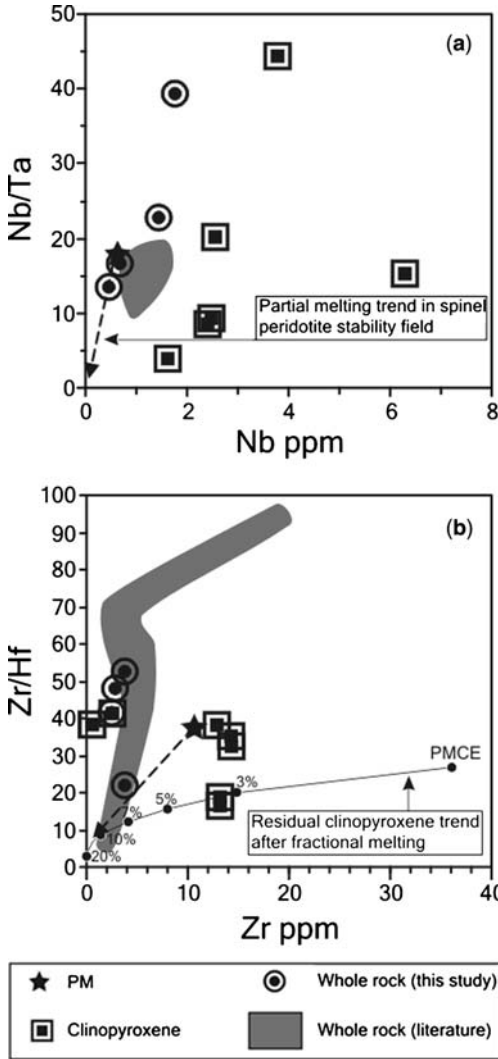 50
(a)
40
30
Nb/Ta
20
Partial melting trend in spinel
peridotite stability field
10
0
0 2 4 6 8
Nb ppm
100
(b)
90
80
70
60
Zr/Hf
50
40
30
PMCE
20
3%
5%
7%
10
10%
Residual clinopyroxene trend
after fractional melting
0
20%
0 10 20 30 40
Zr ppm
PM
Whole rock (this study)
Clinopyroxene
Whole rock (literature)